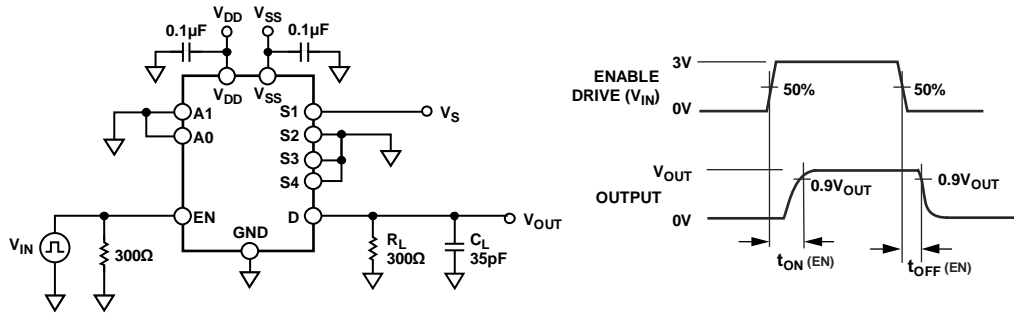 V_DD V_SS
0.1µF 0.1µF
V_DD V_SS
A1 S1 V_S
A0 S2
S3
S4
EN D V_OUT
GND
V_IN
300Ω
R_L
300Ω
C_L
35pF
3V
ENABLE
DRIVE (V_IN)
50% 50%
0V
V_OUT
0.9V_OUT 0.9V_OUT
OUTPUT
0V
t_ON (EN) t_OFF (EN)